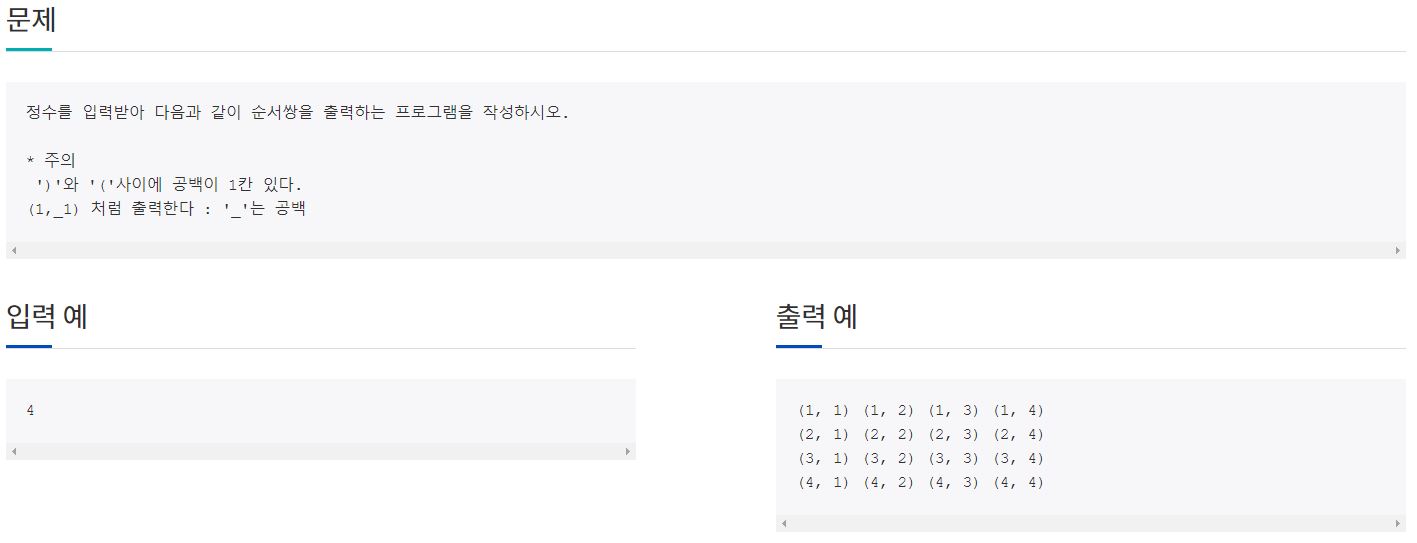 문제
정수를 입력받아 다음과 같이 순서쌍을 출력하는 프로그램을 작성하시오.
* 주의
')'와 '('사이에 공백이 1칸 있다.
(1,_1) 처럼 출력한다 : '_'는 공백
입력 예
4
출력 예
(1, 1) (1, 2) (1, 3) (1, 4)
(2, 1) (2, 2) (2, 3) (2, 4)
(3, 1) (3, 2) (3, 3) (3, 4)
(4, 1) (4, 2) (4, 3) (4, 4)